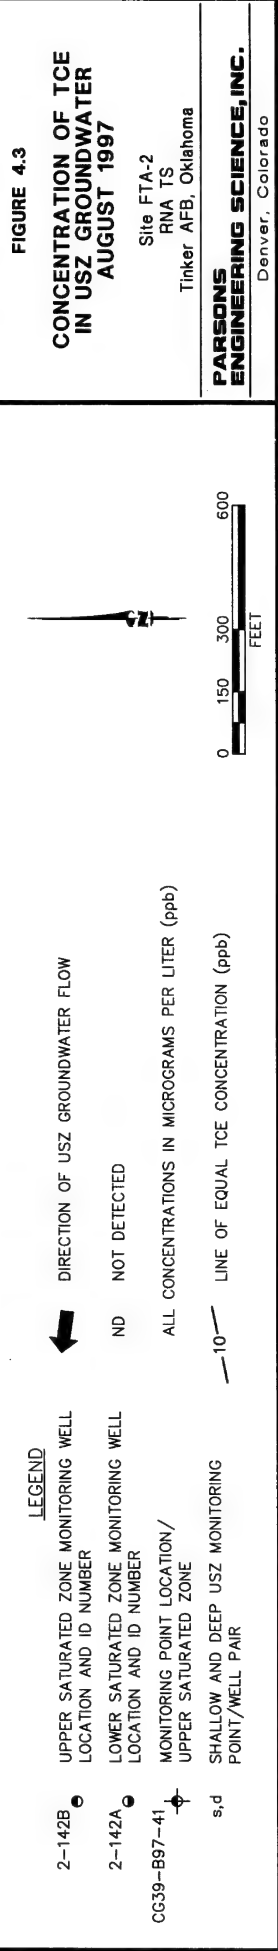 LEGEND
2-142B
UPPER SATURATED ZONE MONITORING WELL
LOCATION AND ID NUMBER
2-142A
LOWER SATURATED ZONE MONITORING WELL
LOCATION AND ID NUMBER
CG39-B97-41
MONITORING POINT LOCATION/
UPPER SATURATED ZONE
s,d
SHALLOW AND DEEP USZ MONITORING
POINT/WELL PAIR
DIRECTION OF USZ GROUNDWATER FLOW
ND NOT DETECTED
ALL CONCENTRATIONS IN MICROGRAMS PER LITER (ppb)
—10— LINE OF EQUAL TCE CONCENTRATION (ppb)
N
0 150 300 600
FEET
FIGURE 4.3
CONCENTRATION OF TCE
IN USZ GROUNDWATER
AUGUST 1997
Site FTA-2
RNA TS
Tinker AFB, Oklahoma
PARSONS
ENGINEERING SCIENCE, INC.
Denver, Colorado